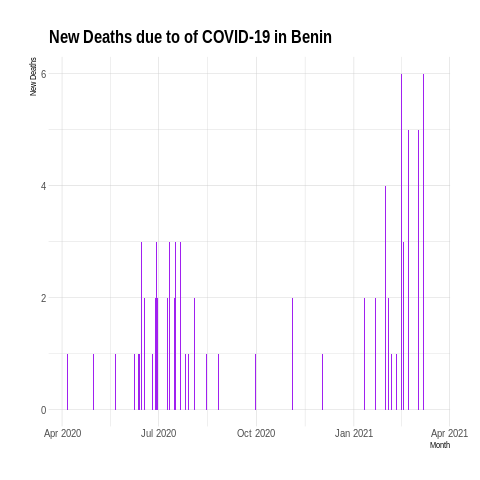 New Deaths due to of COVID-19 in Benin
New Deaths
6
4
2
0
Apr 2020 Jul 2020 Oct 2020 Jan 2021 Apr 2021
Month